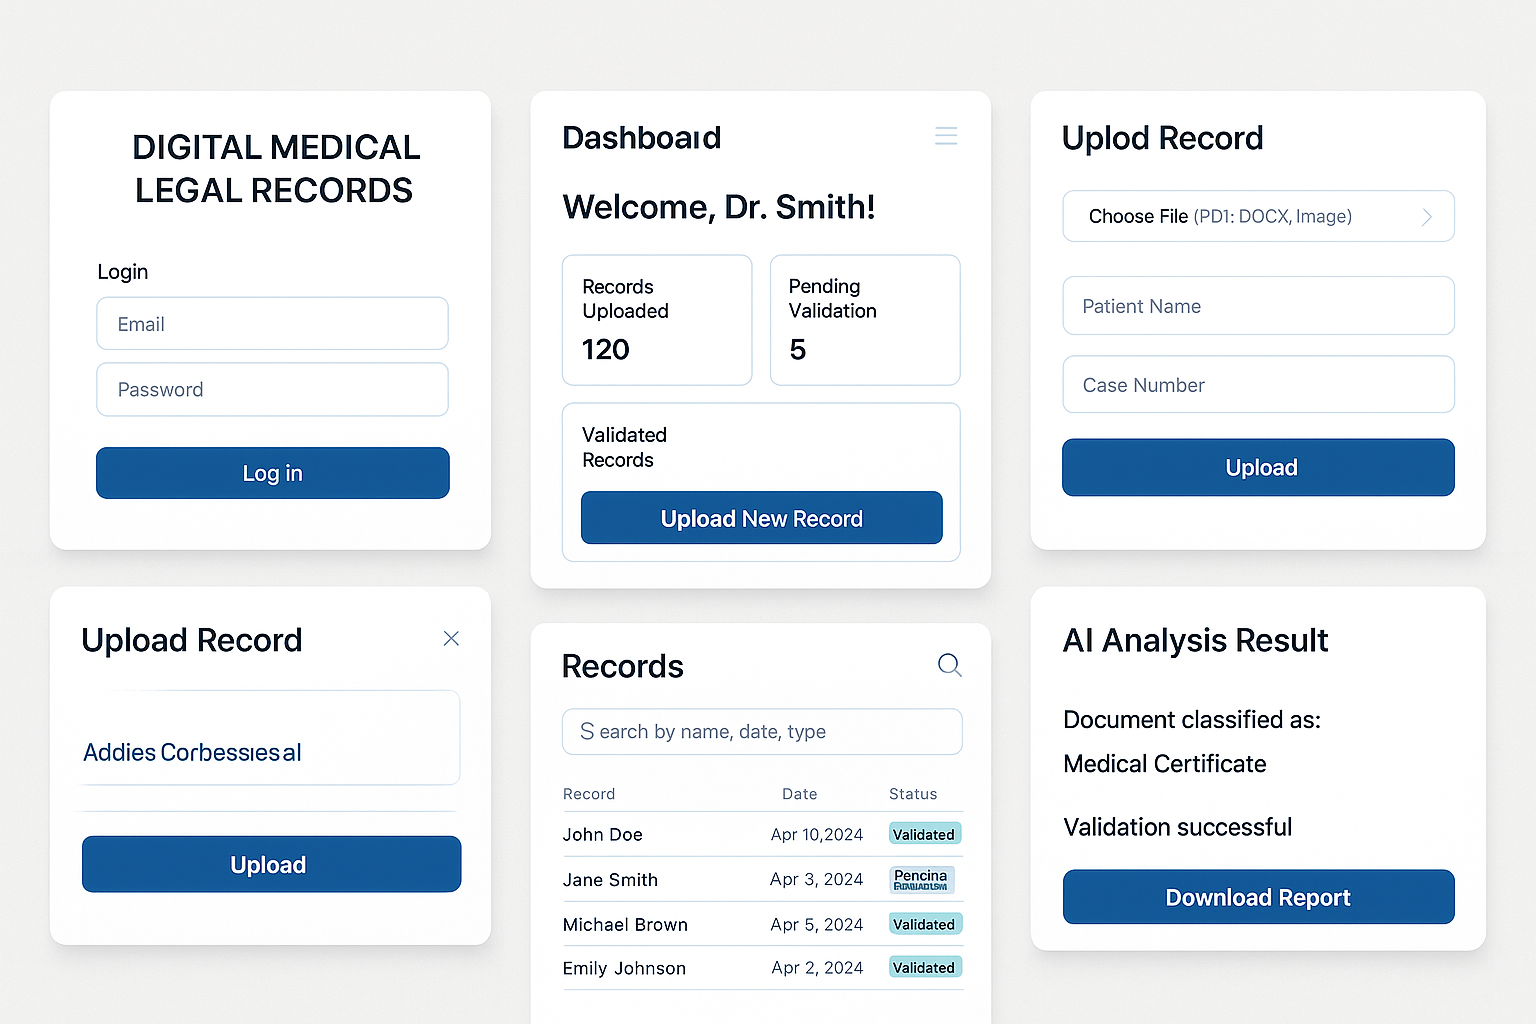 DIGITAL MEDICAL
LEGAL RECORDS
Login
Email
Password
Log in
Dashboaıd
Welcome, Dr. Smith!
Records
Uploaded
120
Pending
Validation
5
Validated
Records
Upload New Record
Uplod Record
Choose File (PD1: DOCX, Image)
Patient Name
Case Number
Upload
Upload Record
Addies Corbessıesal
Upload
Records
S earch by name, date, type
Record Date Status
John Doe Apr 10,2024 Validated
Jane Smith Apr 3, 2024 Pencina
Michael Brown Apr 5, 2024 Validated
Emily Johnson Apr 2, 2024 Validated
AI Analysis Result
Document classified as:
Medical Certificate
Validation successful
Download Report